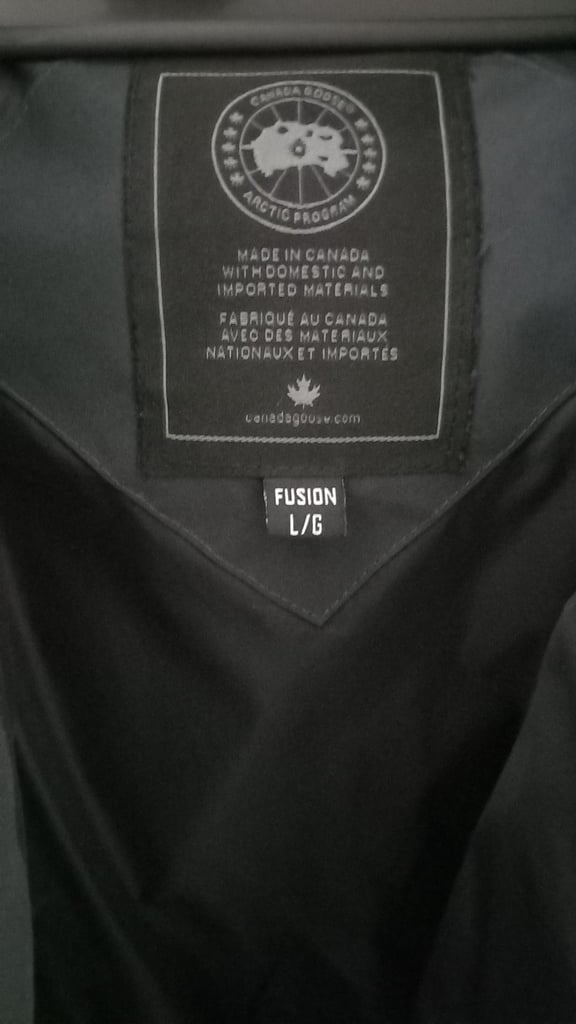 CANADA GOOSE®
ARCTIC PROGRAM
MADE IN CANADA
WITH DOMESTIC AND
IMPORTED MATERIALS
FABRIQUÉ AU CANADA
AVEC DES MATERIAUX
NATIONAUX ET IMPORTÉS
canadagoose.com
FUSION
L/G